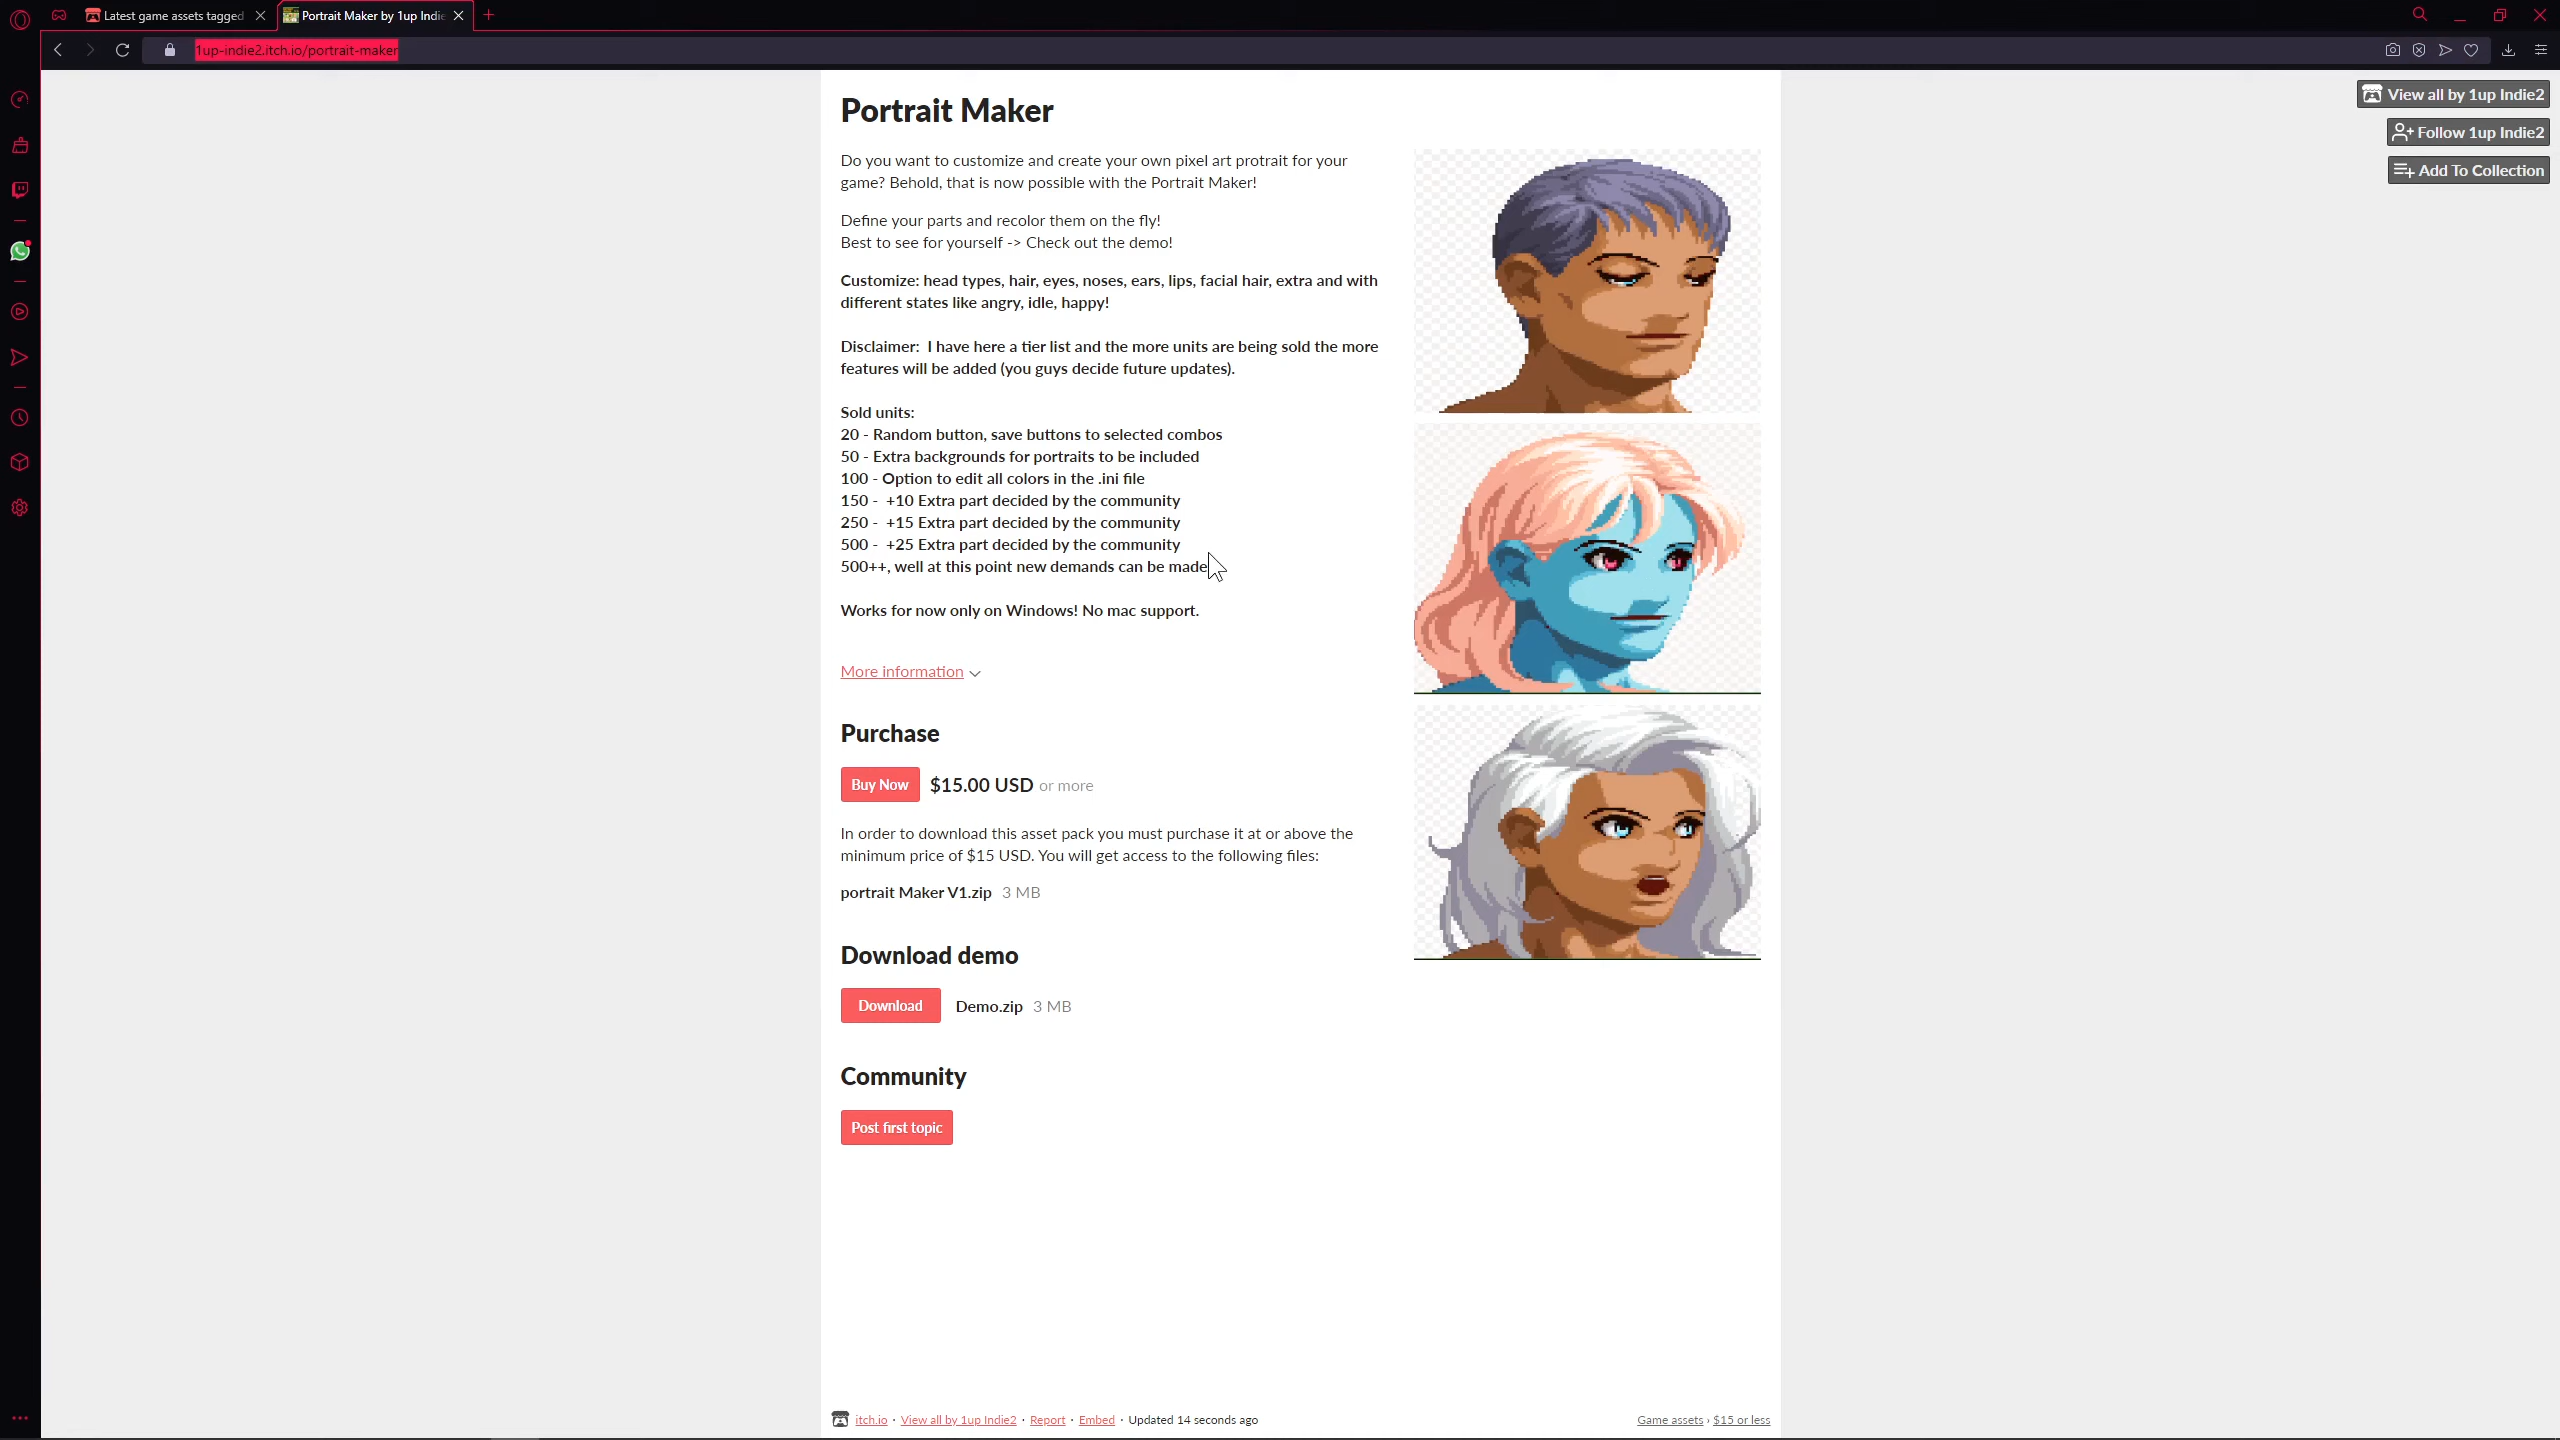 Latest game assets tagged
Portrait Maker by 1up Indie
1up-indie2.itch.io/portrait-maker
View all by 1up Indie2
Follow 1up Indie2
Add To Collection
Portrait Maker
Do you want to customize and create your own pixel art protrait for your
game? Behold, that is now possible with the Portrait Maker!
Define your parts and recolor them on the fly!
Best to see for yourself -> Check out the demo!
Customize: head types, hair, eyes, noses, ears, lips, facial hair, extra and with
different states like angry, idle, happy!
Disclaimer:  I have here a tier list and the more units are being sold the more
features will be added (you guys decide future updates).
Sold units:
20 - Random button, save buttons to selected combos
50 - Extra backgrounds for portraits to be included
100 - Option to edit all colors in the .ini file
150 -  +10 Extra part decided by the community
250 -  +15 Extra part decided by the community
500 -  +25 Extra part decided by the community
500++, well at this point new demands can be made
Works for now only on Windows! No mac support.
More information
Purchase
Buy Now $15.00 USD or more
In order to download this asset pack you must purchase it at or above the
minimum price of $15 USD. You will get access to the following files:
portrait Maker V1.zip 3 MB
Download demo
Download Demo.zip 3 MB
Community
Post first topic
itch.io · View all by 1up Indie2 · Report · Embed · Updated 14 seconds ago
Game assets › $15 or less